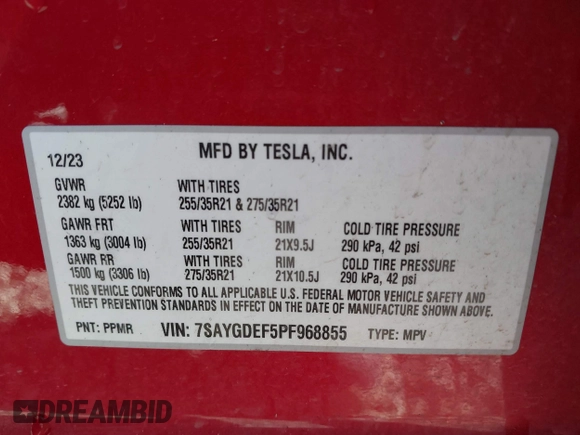 12/23 MFD BY TESLA, INC.
GVWR WITH TIRES
2382 kg (5252 lb) 255/35R21 & 275/35R21
GAWR FRT WITH TIRES RIM COLD TIRE PRESSURE
1363 kg (3004 lb) 255/35R21 21X9.5J 290 kPa, 42 psi
GAWR RR WITH TIRES RIM COLD TIRE PRESSURE
1500 kg (3306 lb) 275/35R21 21X10.5J 290 kPa, 42 psi
THIS VEHICLE CONFORMS TO ALL APPLICABLE U.S. FEDERAL MOTOR VEHICLE SAFETY AND
THEFT PREVENTION STANDARDS IN EFFECT ON THE DATE OF MANUFACTURE SHOWN ABOVE.
PNT: PPMR VIN: 7SAYGDEF5PF968855 TYPE: MPV
DREAMBID